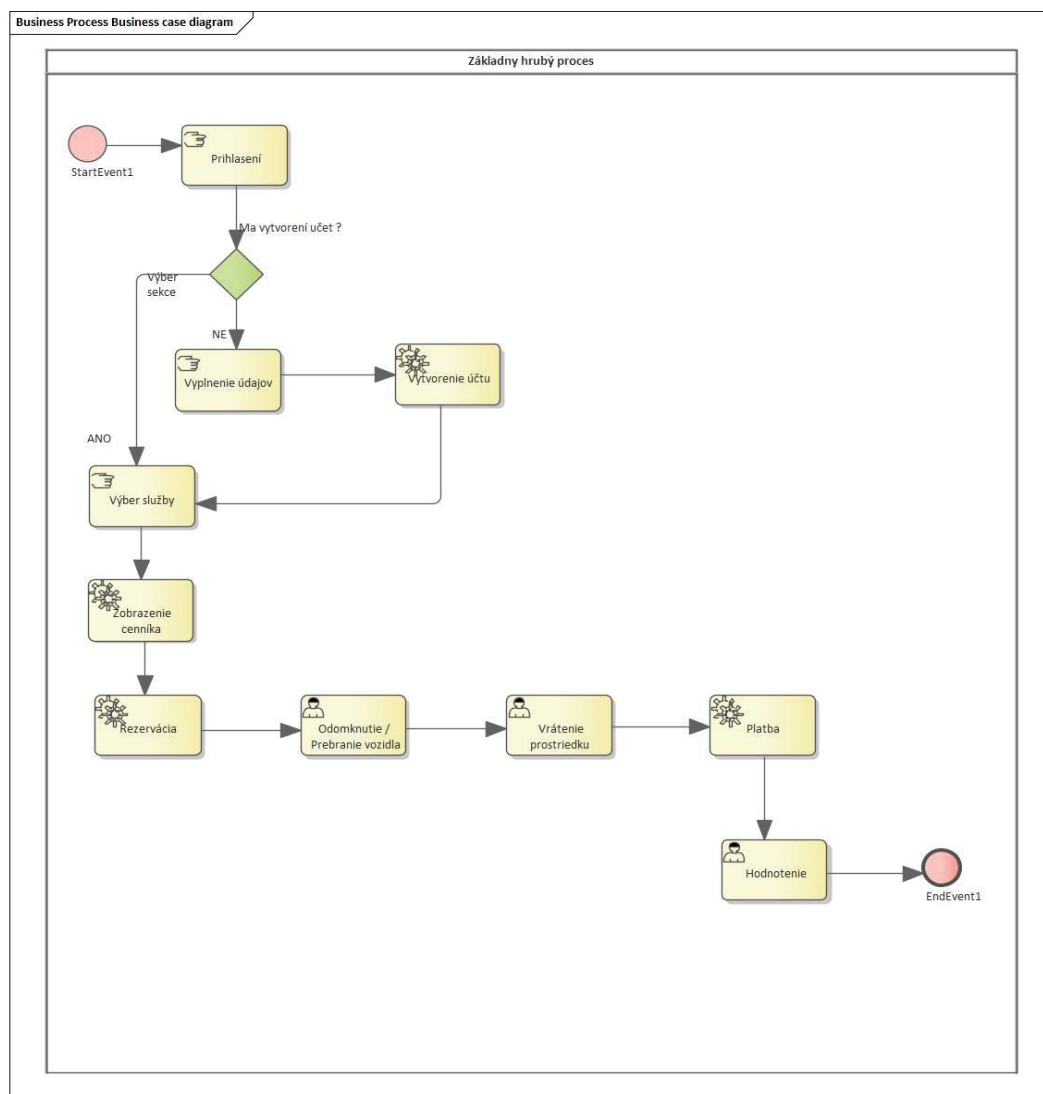 Business Process Business case diagram
Základny hrubý proces
StartEvent1
Prihlasení
Ma vytvorení učet ?
Výber
sekce
NE
Vyplnenie údajov
Vytvorenie účtu
ANO
Výber služby
Zobrazenie
cenníka
Rezervácia
Odomknutie /
Prebranie vozidla
Vrátenie
prostriedku
Platba
Hodnotenie
EndEvent1